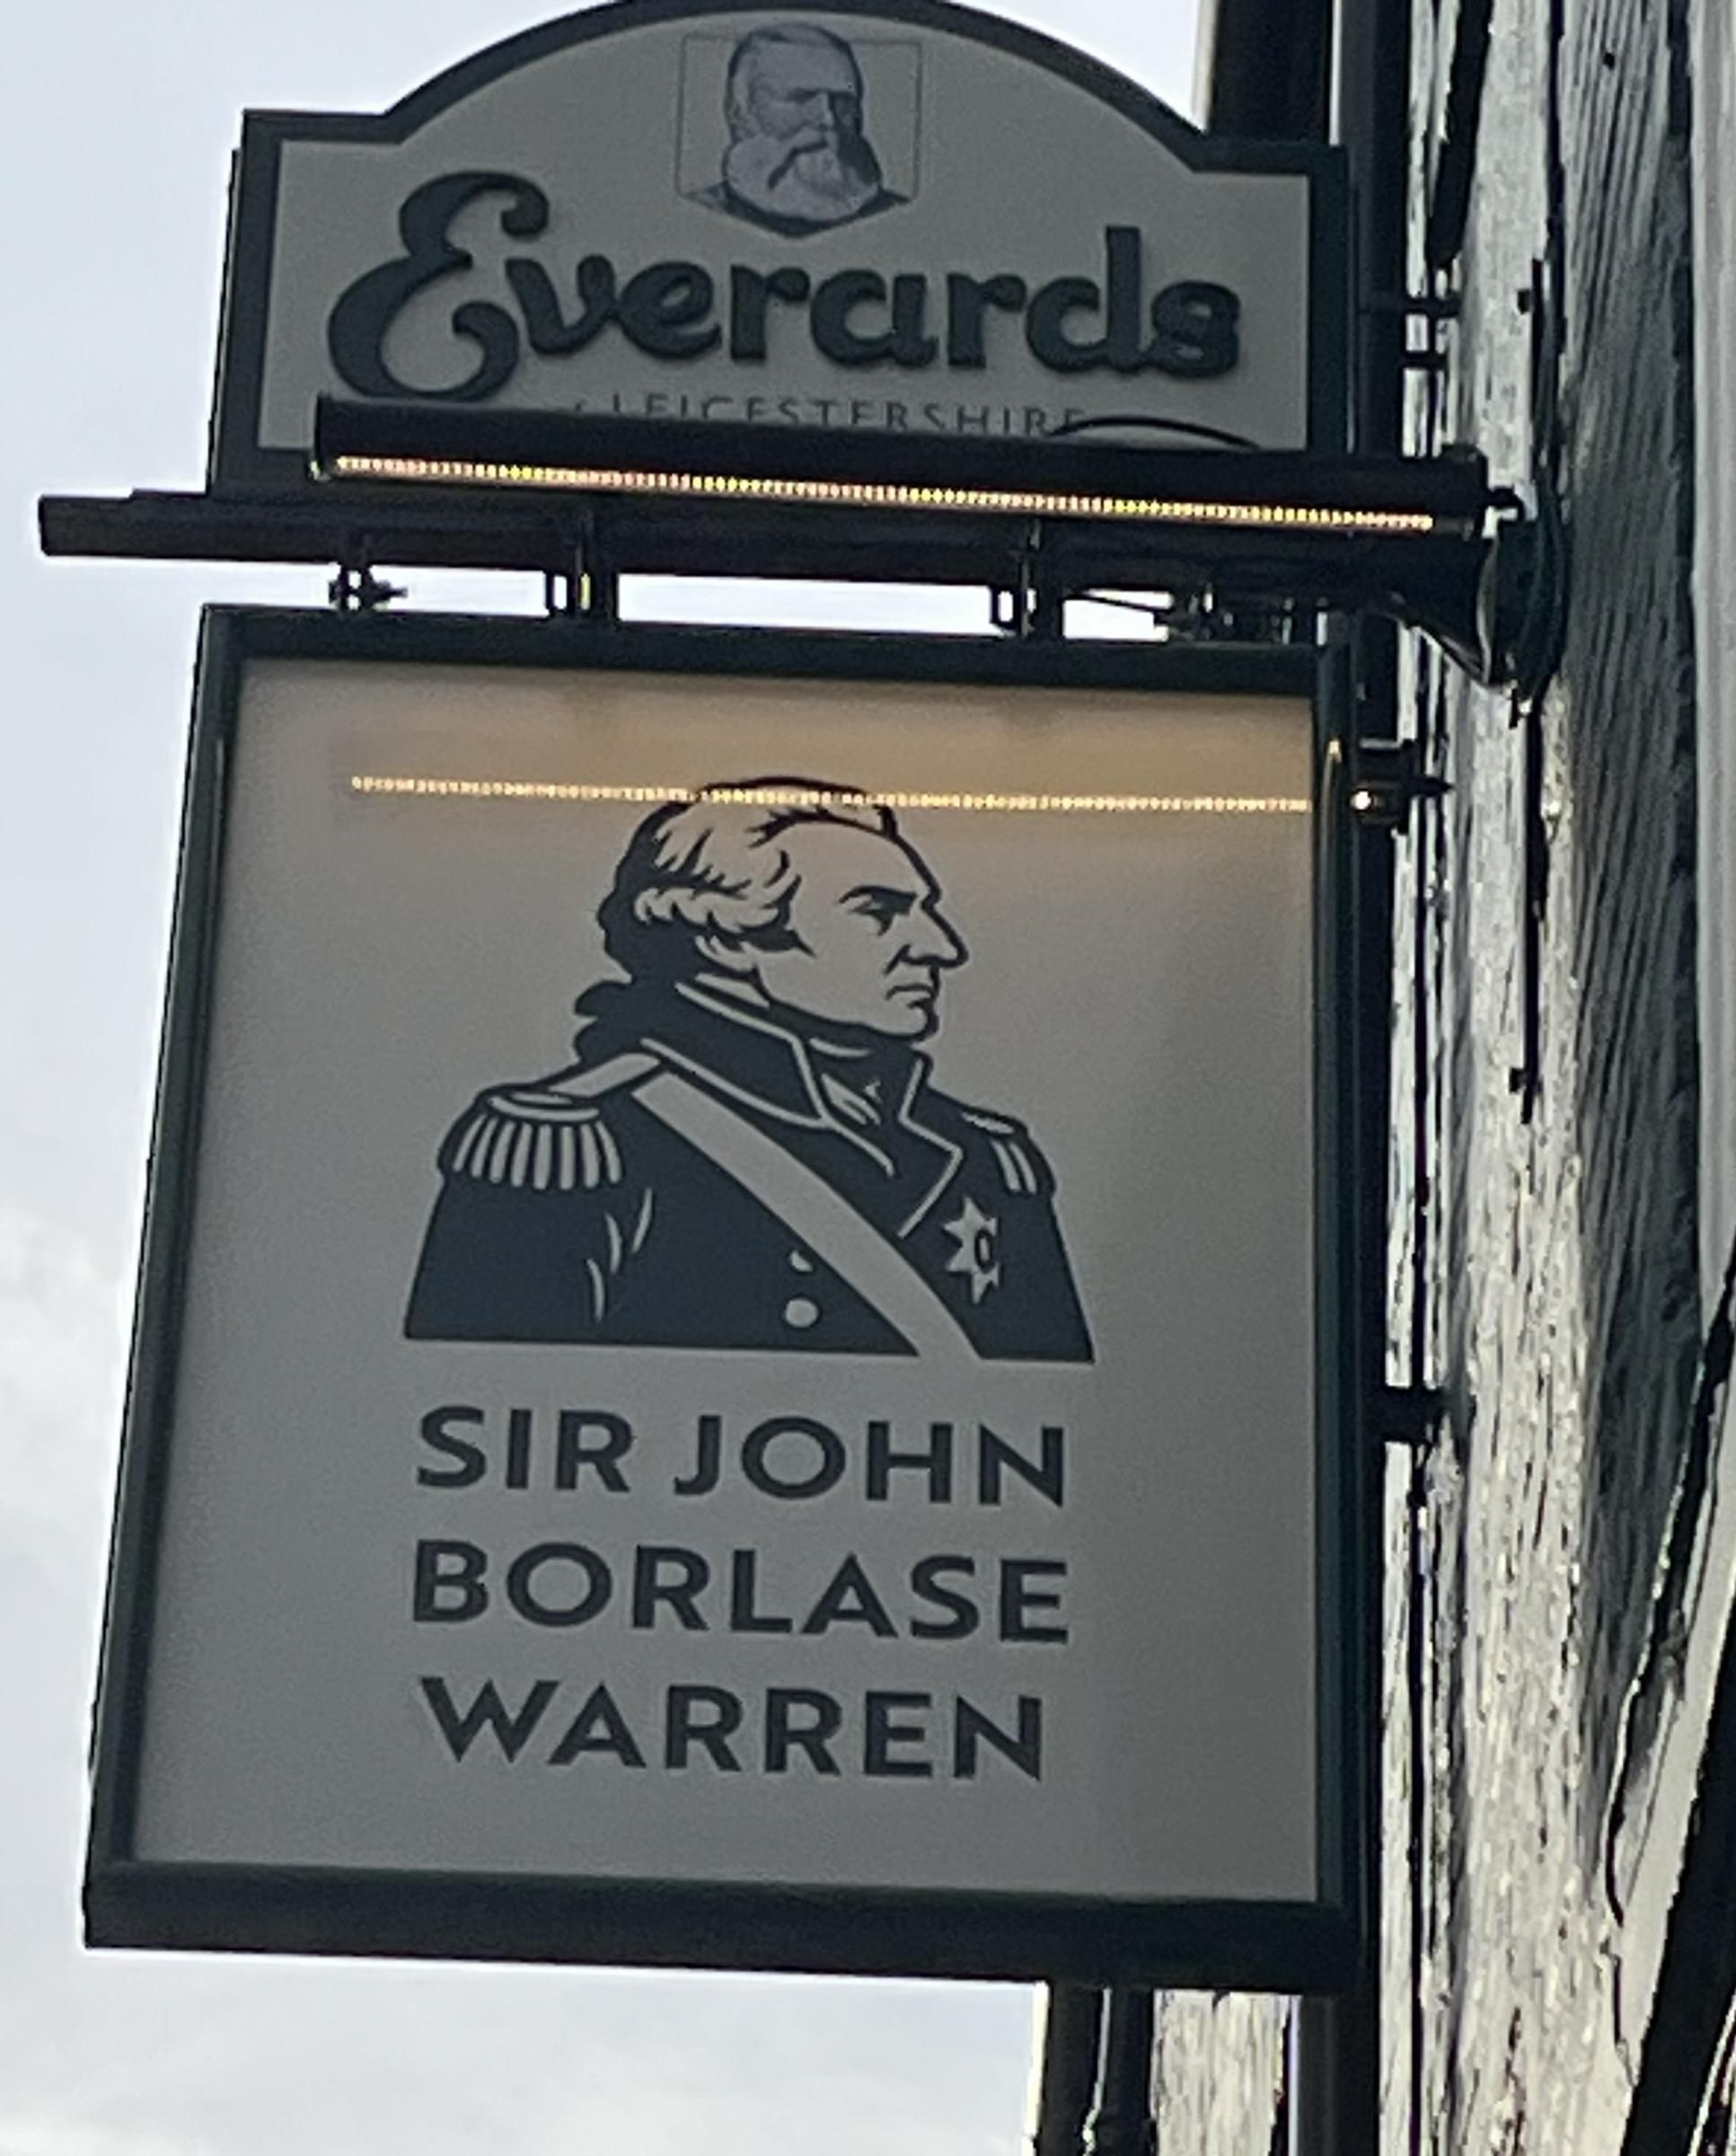 Everards
LEICESTERSHIRE
SIR JOHN
BORLASE
WARREN